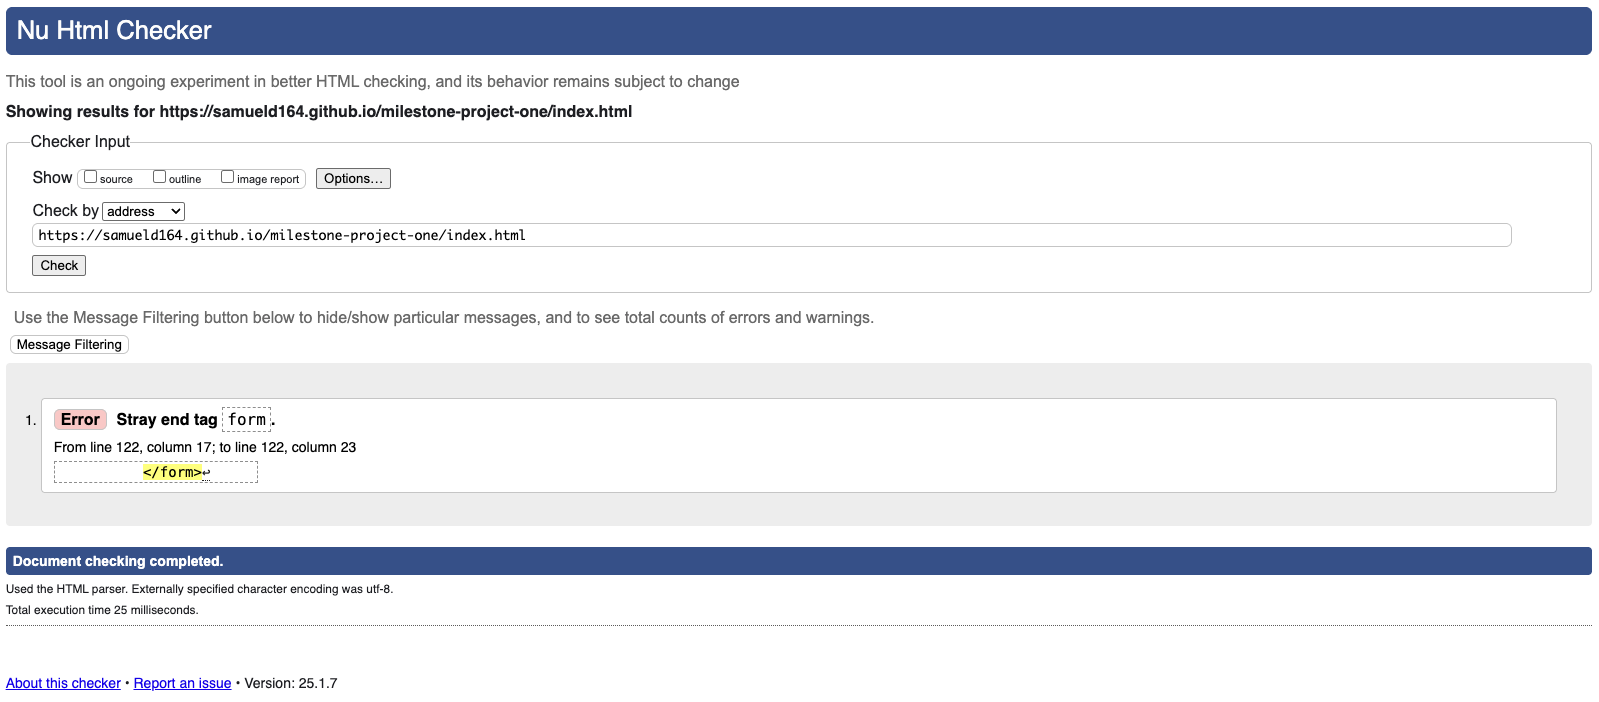 Nu Html Checker
This tool is an ongoing experiment in better HTML checking, and its behavior remains subject to change
Showing results for https://samueld164.github.io/milestone-project-one/index.html
Checker Input
Show source outline image report Options...
Check by address
https://samueld164.github.io/milestone-project-one/index.html
Check
Use the Message Filtering button below to hide/show particular messages, and to see total counts of errors and warnings.
Message Filtering
1. Error Stray end tag form.
From line 122, column 17; to line 122, column 23
</form>↩
Document checking completed.
Used the HTML parser. Externally specified character encoding was utf-8.
Total execution time 25 milliseconds.
About this checker • Report an issue • Version: 25.1.7